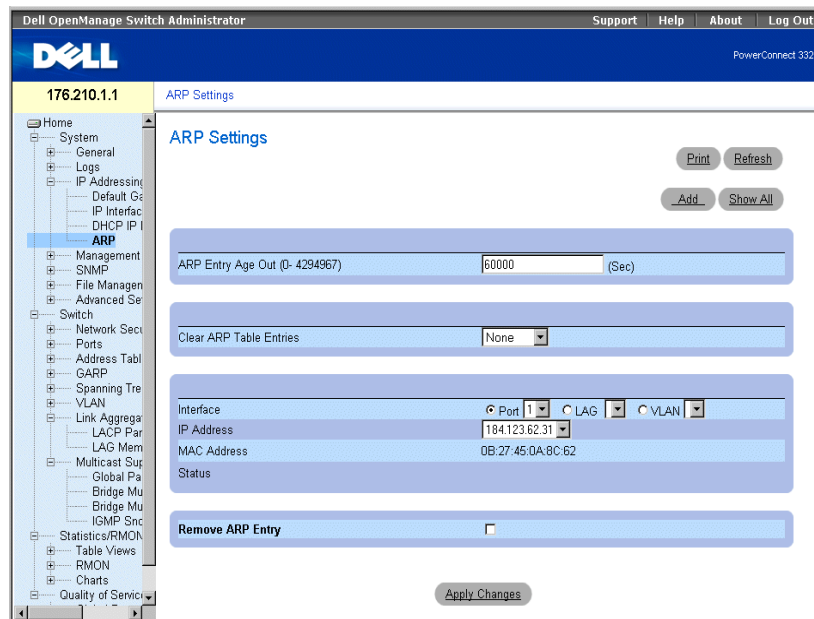 Dell OpenManage Switch Administrator
Support Help About Log Out
DELL
PowerConnect 332
176.210.1.1
ARP Settings
Home
System
General
Logs
IP Addressing
Default Ga
IP Interfac
DHCP IP I
ARP
Management
SNMP
File Managen
Advanced Se
Switch
Network Secu
Ports
Address Tabl
GARP
Spanning Tre
VLAN
Link Aggrega
LACP Par
LAG Mem
Multicast Sup
Global Pa
Bridge Mu
Bridge Mu
IGMP Sno
Statistics/RMON
Table Views
RMON
Charts
Quality of Service
ARP Settings
Print Refresh
Add Show All
ARP Entry Age Out (0- 4294967) 60000 (Sec)
Clear ARP Table Entries None
Interface Port 1 LAG VLAN
IP Address 184.123.62.31
MAC Address 0B:27:45:0A:8C:62
Status
Remove ARP Entry
Apply Changes